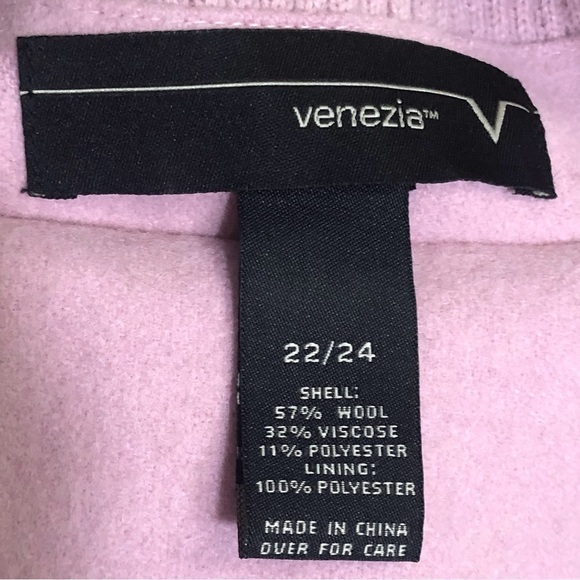 venezia™
22/24
SHELL:
57% WOOL
32% VISCOSE
11% POLYESTER
LINING:
100% POLYESTER
MADE IN CHINA
OVER FOR CARE